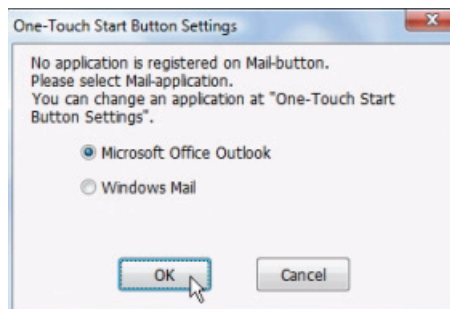 One-Touch Start Button Settings
No application is registered on Mail-button.
Please select Mail-application.
You can change an application at "One-Touch Start
Button Settings".
Microsoft Office Outlook
Windows Mail
OK
Cancel